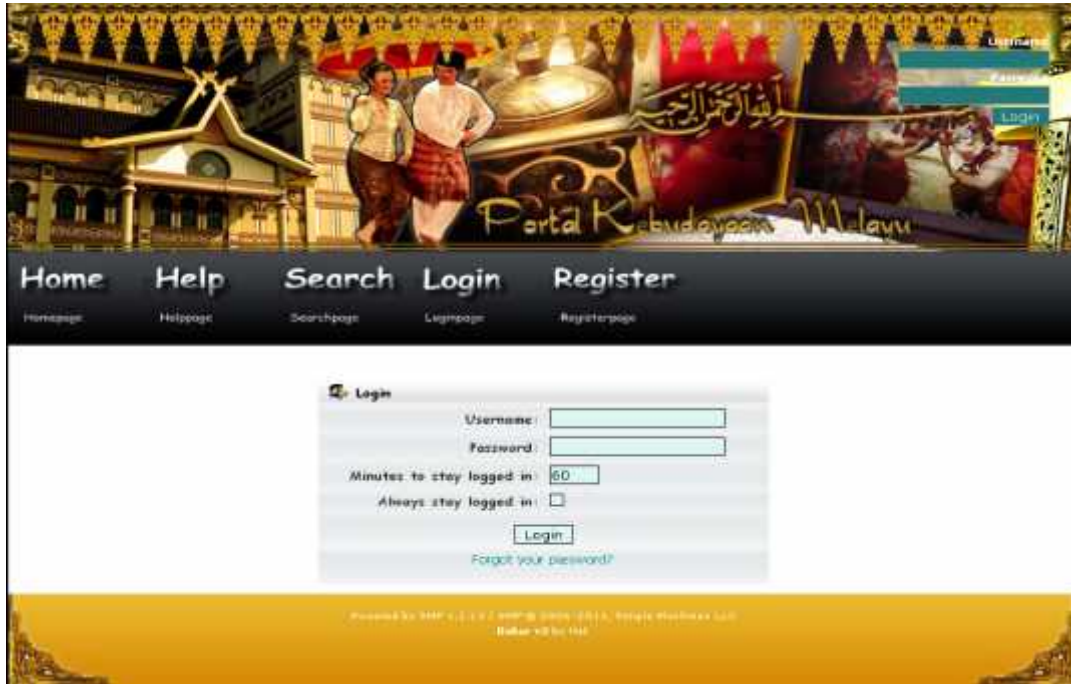 Username
Password
Login
Portal Kebudayaan Melayu
Home Help Search Login Register
Homepage Helppage Searchpage Loginpage Registerpage
Login
Username:
Password:
Minutes to stay logged in: 60
Always stay logged in:
Login
Forgot your password?